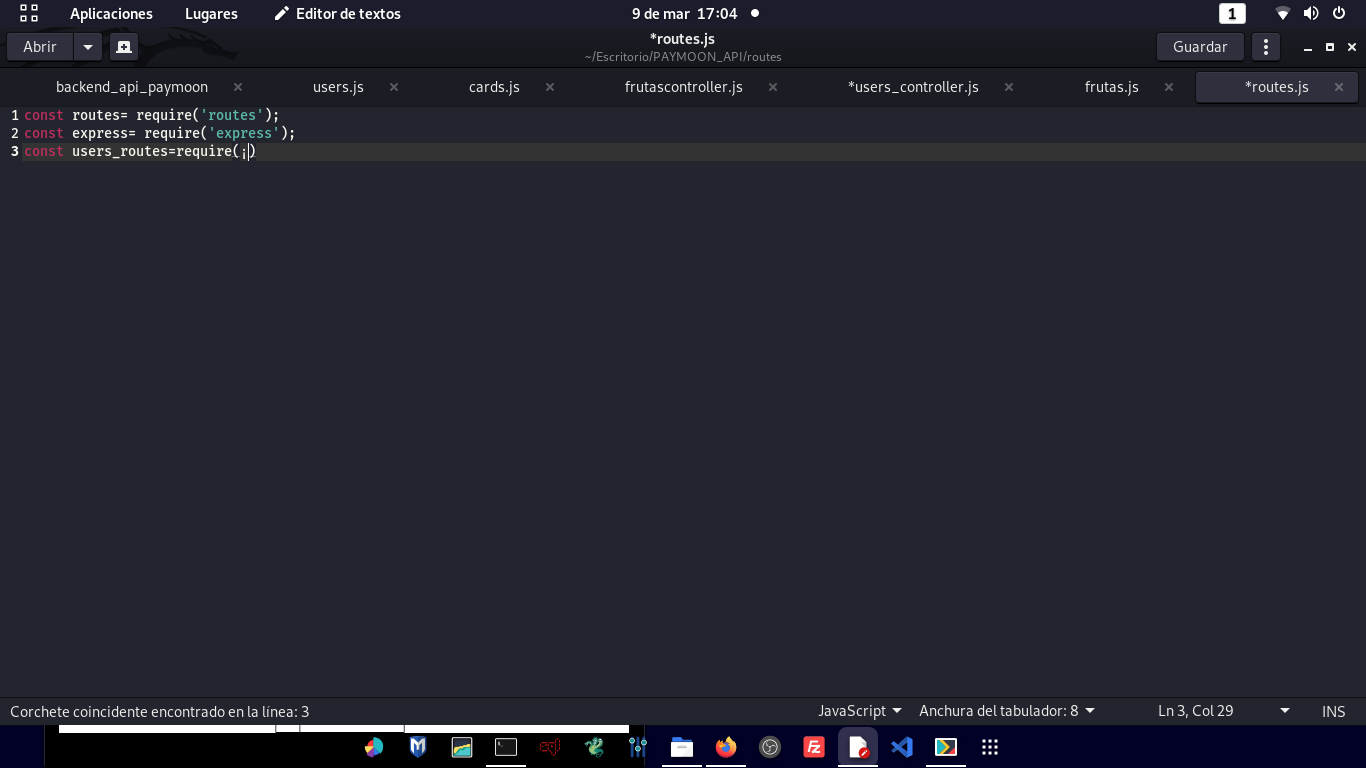 Aplicaciones Lugares Editor de textos 9 de mar 17:04 1
Abrir *routes.js Guardar
~/Escritorio/PAYMOON_API/routes
backend_api_paymoon users.js cards.js frutascontroller.js *users_controller.js frutas.js *routes.js
1 const routes= require('routes');
2 const express= require('express');
3 const users_routes=require(¡)
Corchete coincidente encontrado en la línea: 3 JavaScript Anchura del tabulador: 8 Ln 3, Col 29 INS